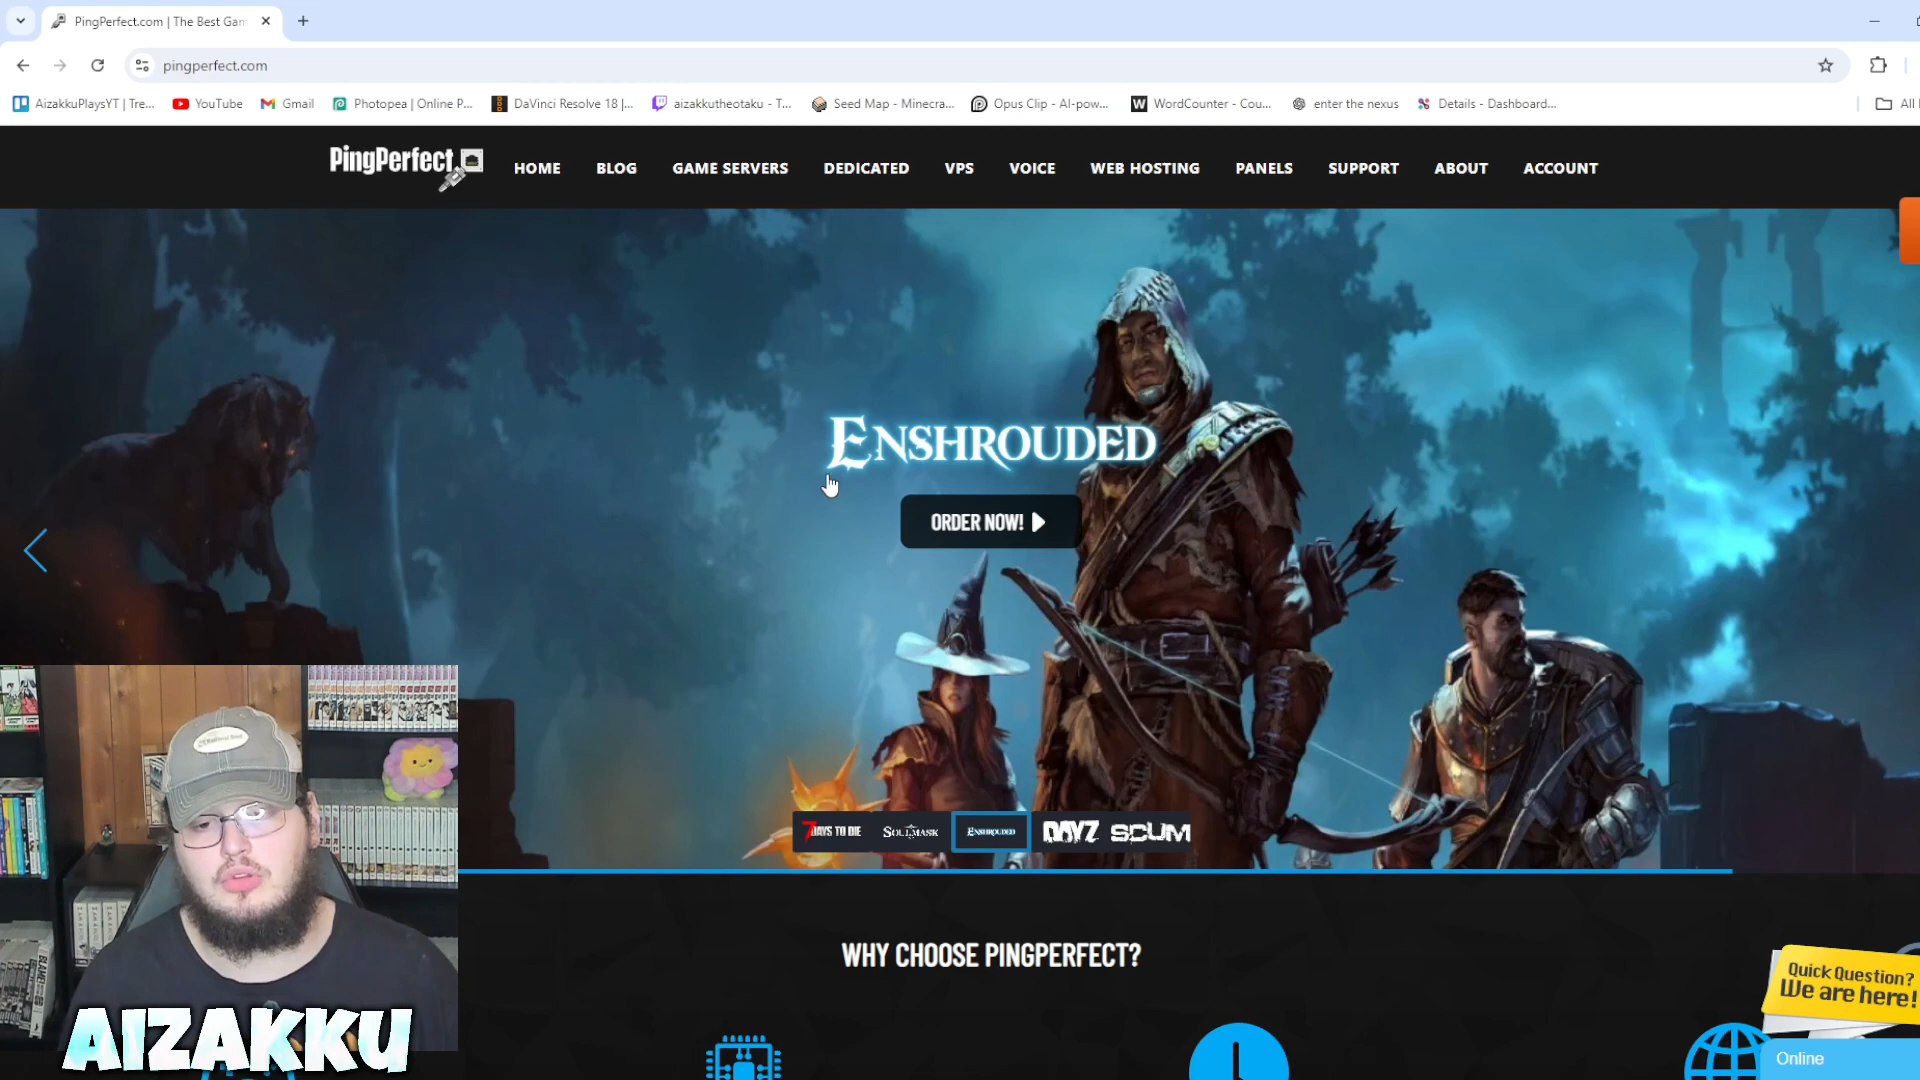 PingPerfect.com | The Best Gam
pingperfect.com
AizakkuPlaysYT | Tre...
YouTube
Gmail
Photopea | Online P...
DaVinci Resolve 18 |...
aizakkutheotaku - T...
Seed Map - Minecra...
Opus Clip - AI-pow...
W
WordCounter - Cou...
enter the nexus
Details - Dashboard...
All
PingPerfect
HOME
BLOG
GAME SERVERS
DEDICATED
VPS
VOICE
WEB HOSTING
PANELS
SUPPORT
ABOUT
ACCOUNT
ENSHROUDED
ORDER NOW!
7 DAYS TO DIE
SOULMASK
ENSHROUDED
DAYZ
SCUM
WHY CHOOSE PINGPERFECT?
Quick Question?
We are here!
Online
AIZAKKU